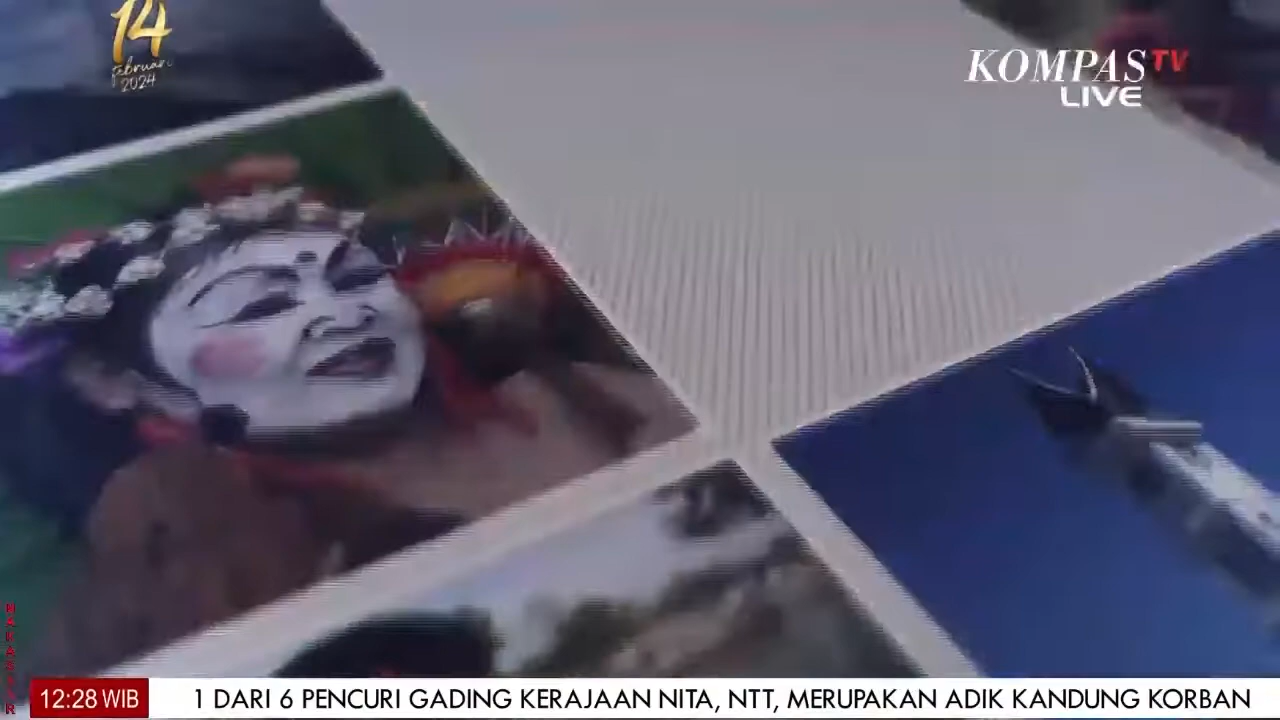 14
februari
2024
KOMPAS TV
LIVE
MAKASSAR
12:28 WIB
1 DARI 6 PENCURI GADING KERAJAAN NITA, NTT, MERUPAKAN ADIK KANDUNG KORBAN